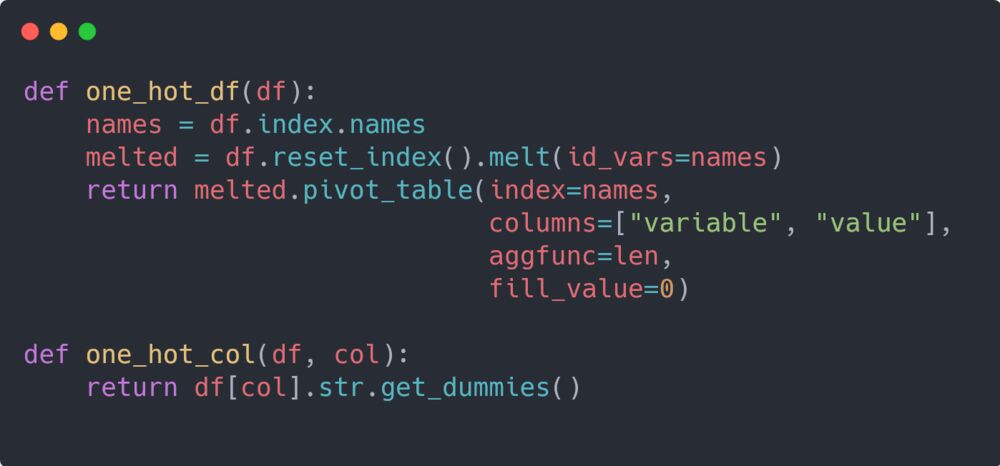 def one_hot_df(df):
    names = df.index.names
    melted = df.reset_index().melt(id_vars=names)
    return melted.pivot_table(index=names,
                              columns=["variable", "value"],
                              aggfunc=len,
                              fill_value=0)

def one_hot_col(df, col):
    return df[col].str.get_dummies()